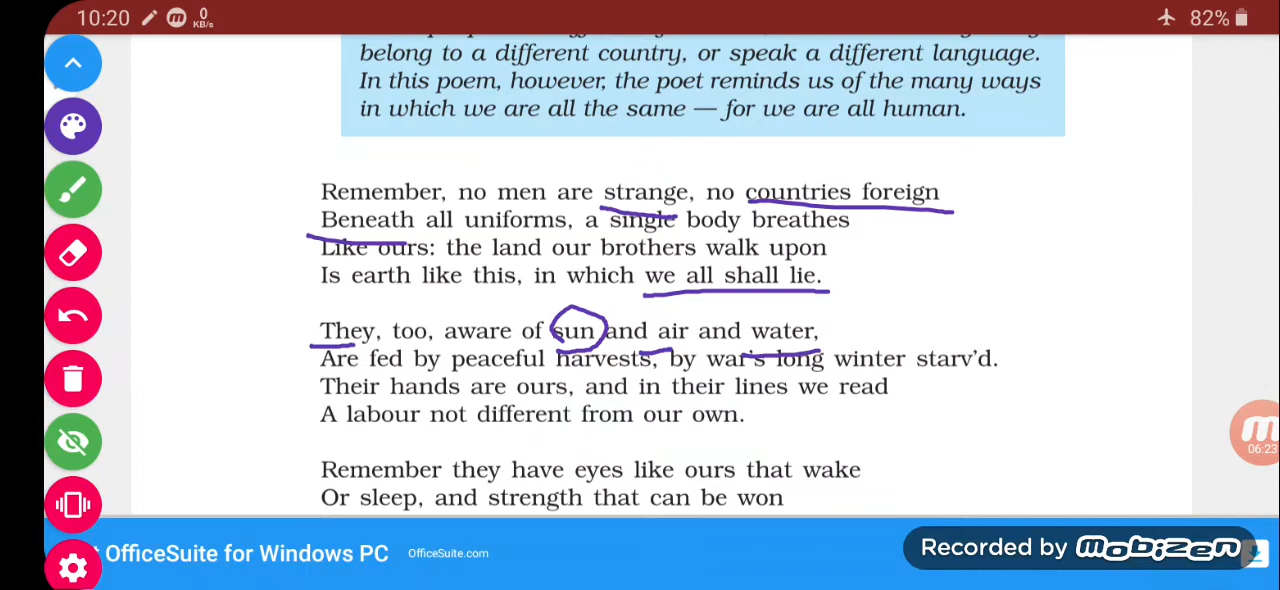 10:20
0
KB/s
82%
belong to a different country, or speak a different language.
In this poem, however, the poet reminds us of the many ways
in which we are all the same — for we are all human.
Remember, no men are strange, no countries foreign
Beneath all uniforms, a single body breathes
Like ours: the land our brothers walk upon
Is earth like this, in which we all shall lie.
They, too, aware of sun and air and water,
Are fed by peaceful harvests, by war's long winter starv'd.
Their hands are ours, and in their lines we read
A labour not different from our own.
06:23
Remember they have eyes like ours that wake
Or sleep, and strength that can be won
OfficeSuite for Windows PC OfficeSuite.com
Recorded by mobizen